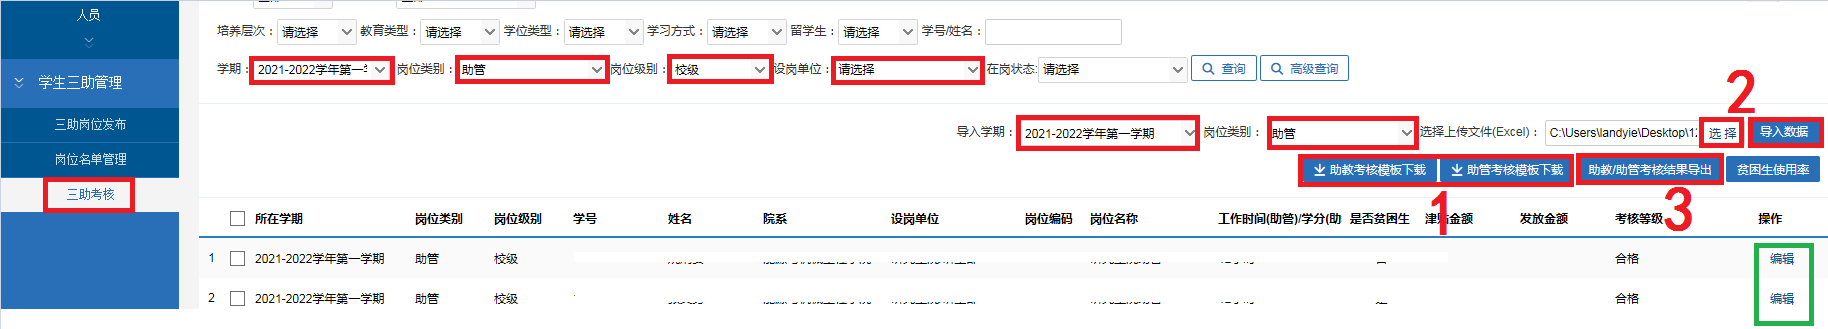 人员
学生三助管理
三助岗位发布
岗位名单管理
三助考核
培养层次： 请选择 教育类型： 请选择 学位类型： 请选择 学习方式： 请选择 留学生： 请选择 学号/姓名：
学期： 2021-2022学年第一 岗位类别： 助管 岗位级别： 校级 设岗单位： 请选择 在岗状态: 请选择 查询 高级查询
2
导入学期： 2021-2022学年第一学期 岗位类别： 助管 选择上传文件(Excel)： C:\Users\landyie\Desktop\12 选 择 导入数据
助教考核模板下载 助管考核模板下载 助教/助管考核结果导出 贫困生使用率
1 3
所在学期 岗位类别 岗位级别 学号 姓名 院系 设岗单位 岗位编码 岗位名称 工作时间(助管)/学分(助 是否贫困生 津贴金额 发放金额 考核等级 操作
1 2021-2022学年第一学期 助管 校级 合格 编辑
2 2021-2022学年第一学期 助管 校级 合格 编辑